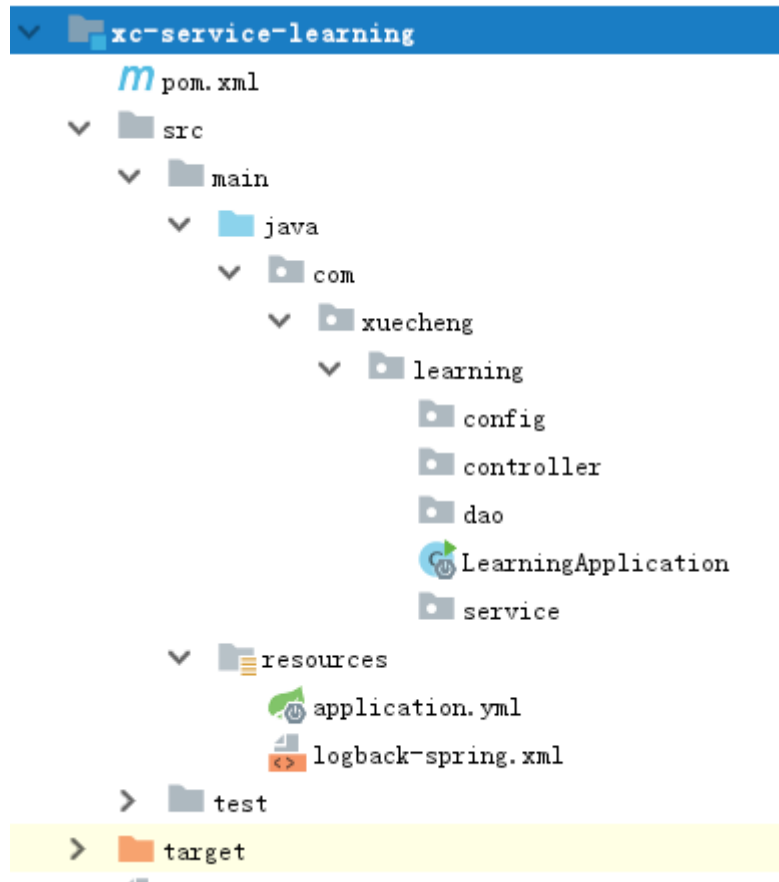 xc-service-learning
pom.xml
src
main
java
com
xuecheng
learning
config
controller
dao
LearningApplication
service
resources
application.yml
logback-spring.xml
test
target